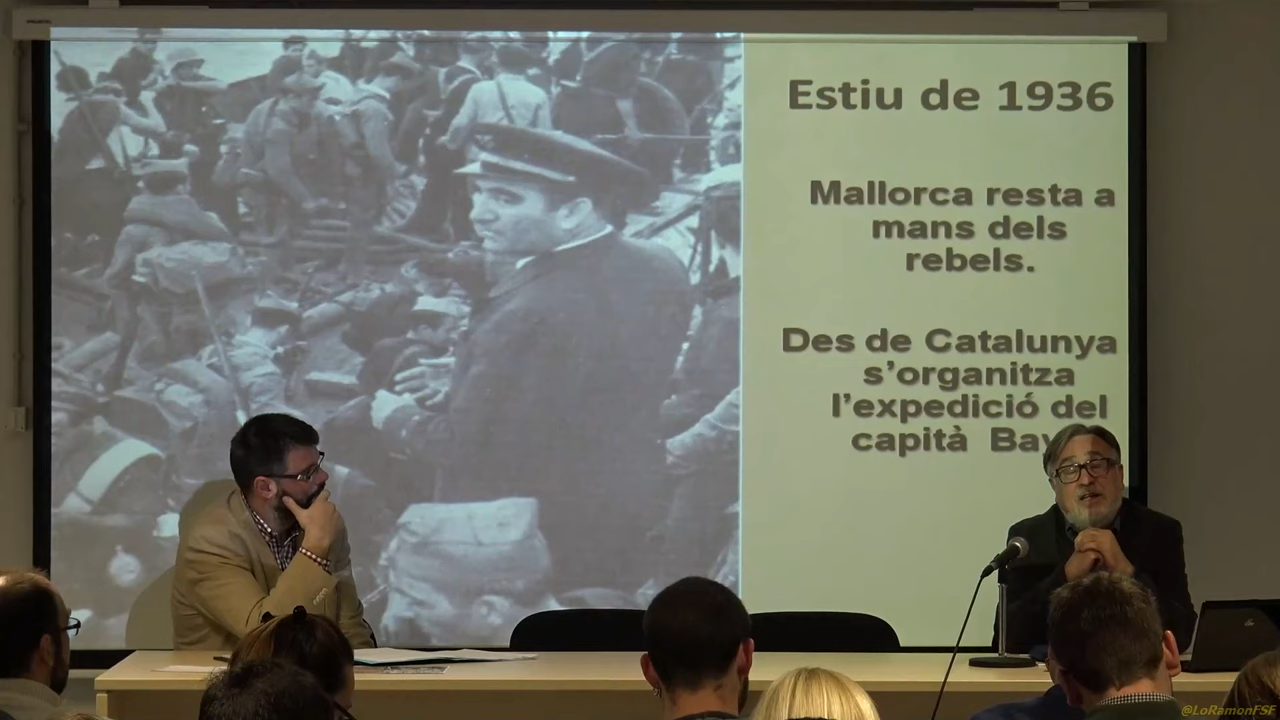 Estiu de 1936
Mallorca resta a
mans dels
rebels.
Des de Catalunya
s’organitza
l’expedició del
capità
@LoRamonFSF